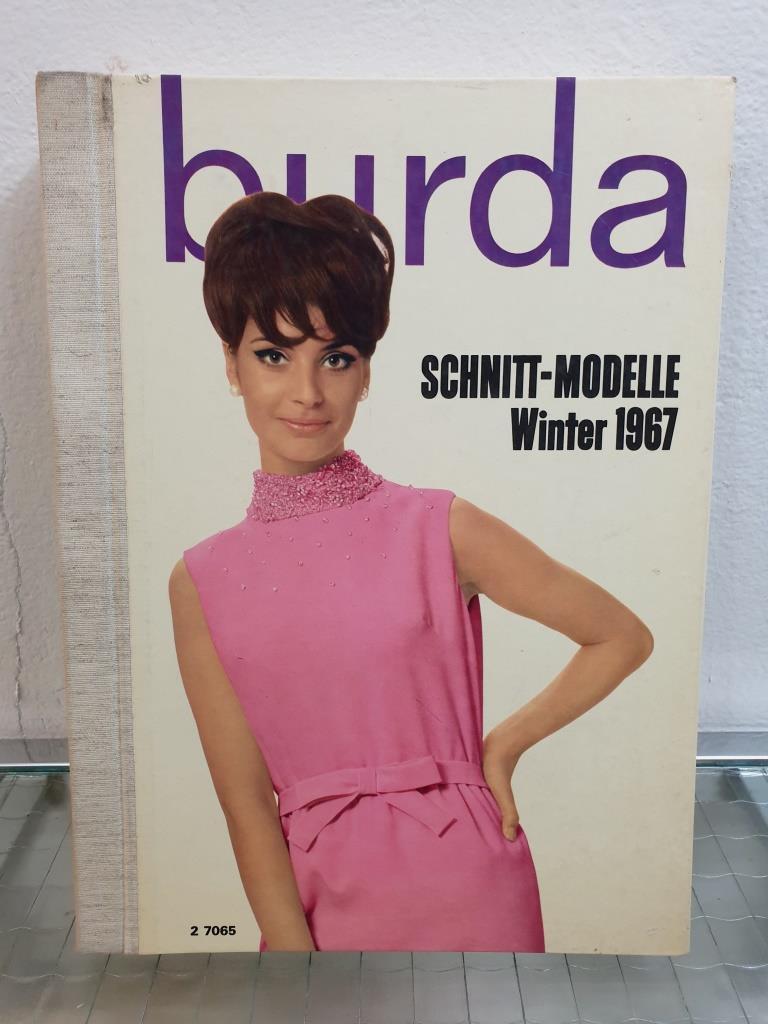 burda
SCHNITT-MODELLE
Winter 1967
2 7065